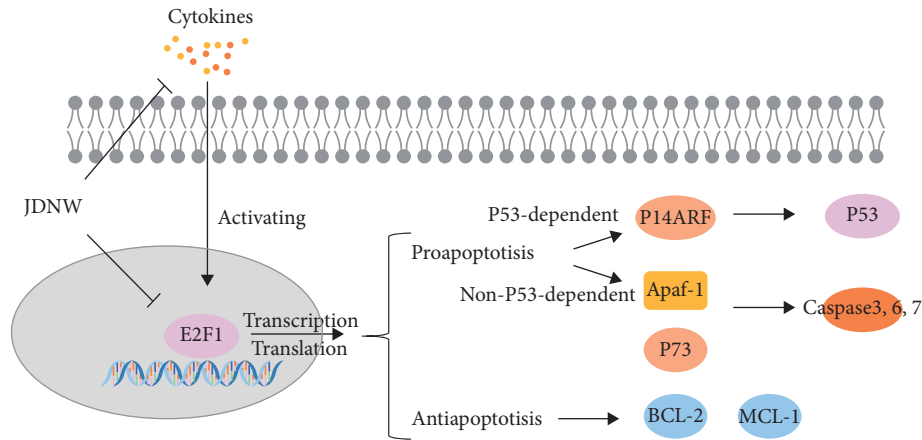 Cytokines
JDNW
Activating
E2F1
Transcription
Translation
P53-dependent
Proapoptotisis
Non-P53-dependent
P14ARF
P53
Apaf-1
Caspase3, 6, 7
P73
Antiapoptotisis
BCL-2
MCL-1